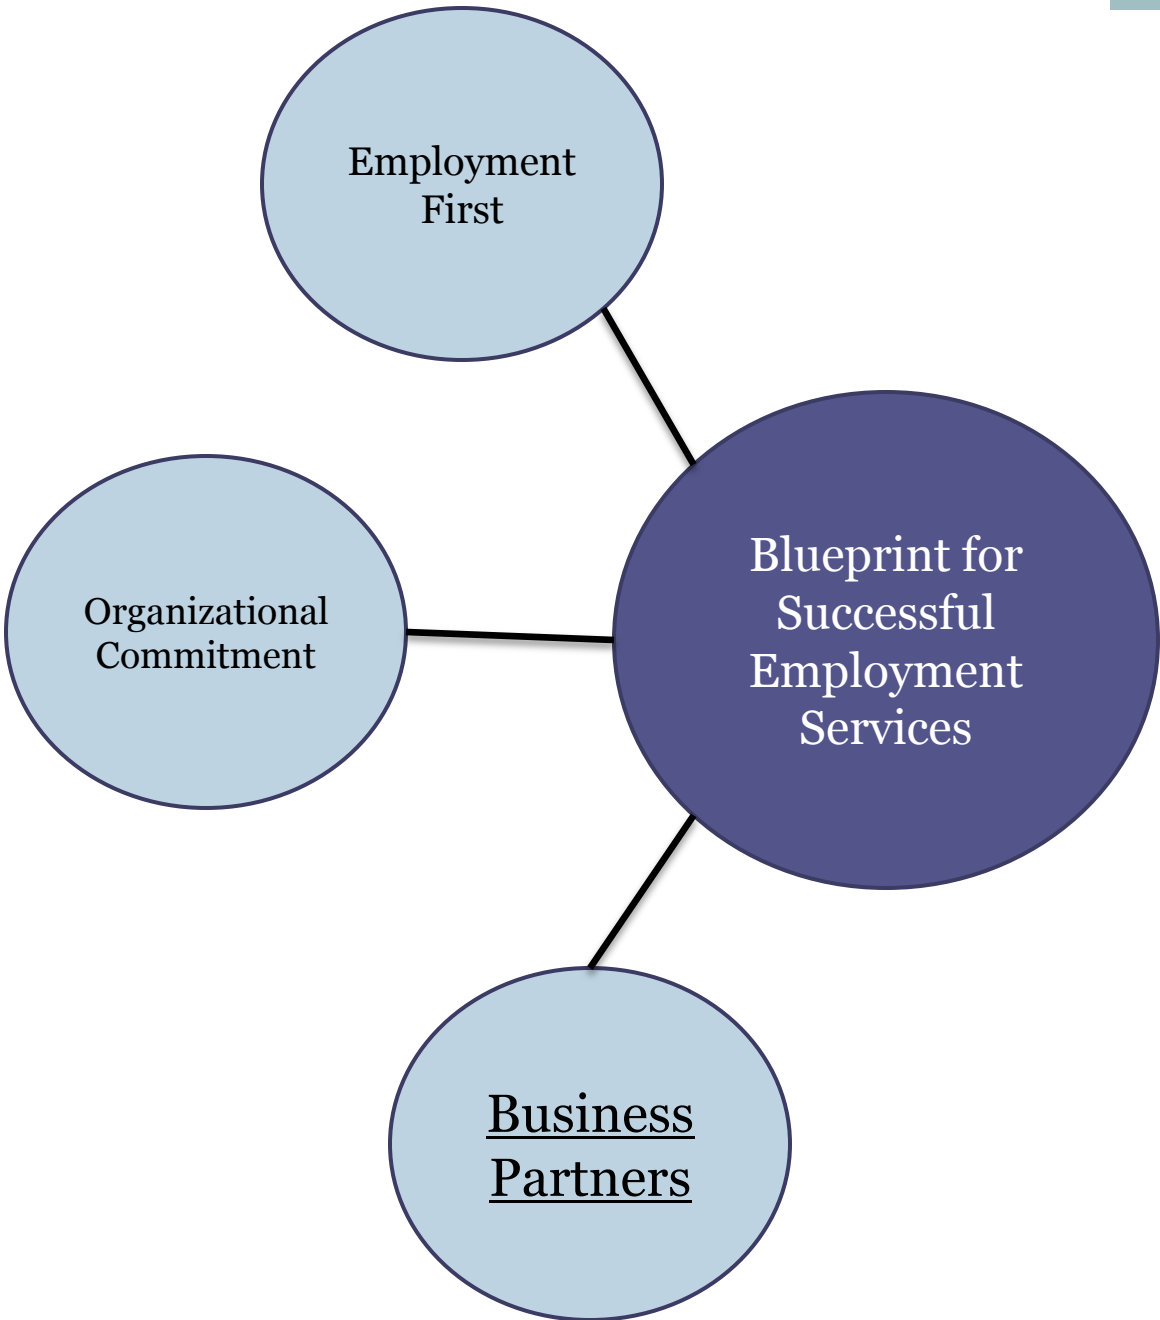 Employment
First
Organizational
Commitment
Blueprint for
Successful
Employment
Services
Business
Partners